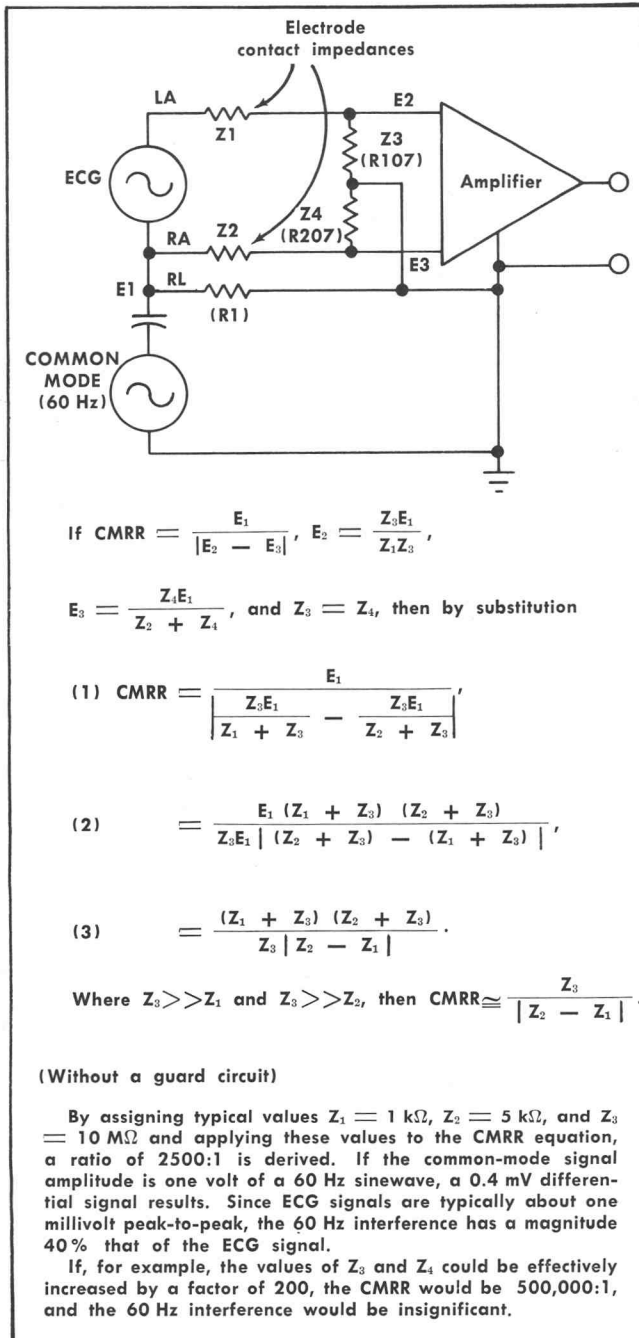 Electrode
contact impedances
LA
Z1
E2
Z3
(R107)
ECG
Amplifier
Z4
(R207)
RA
Z2
E3
E1
RL
(R1)
COMMON
MODE
(60 Hz)
If CMRR = E₁ / |E₂ − E₃|, E₂ = Z₃E₁ / Z₁Z₃,
E₃ = Z₄E₁ / Z₂ + Z₄, and Z₃ = Z₄, then by substitution
(1) CMRR = E₁ / | Z₃E₁ / Z₁ + Z₃ − Z₃E₁ / Z₂ + Z₃ |,
(2) = E₁ (Z₁ + Z₃) (Z₂ + Z₃) / Z₃E₁ | (Z₂ + Z₃) − (Z₁ + Z₃) |,
(3) = (Z₁ + Z₃) (Z₂ + Z₃) / Z₃ | Z₂ − Z₁ | .
Where Z₃>>Z₁ and Z₃>>Z₂, then CMRR≅ Z₃ / | Z₂ − Z₁ | .
(Without a guard circuit)
By assigning typical values Z₁ = 1 kΩ, Z₂ = 5 kΩ, and Z₃
= 10 MΩ and applying these values to the CMRR equation,
a ratio of 2500:1 is derived. If the common-mode signal
amplitude is one volt of a 60 Hz sinewave, a 0.4 mV differen-
tial signal results. Since ECG signals are typically about one
millivolt peak-to-peak, the 60 Hz interference has a magnitude
40% that of the ECG signal.
If, for example, the values of Z₃ and Z₄ could be effectively
increased by a factor of 200, the CMRR would be 500,000:1,
and the 60 Hz interference would be insignificant.